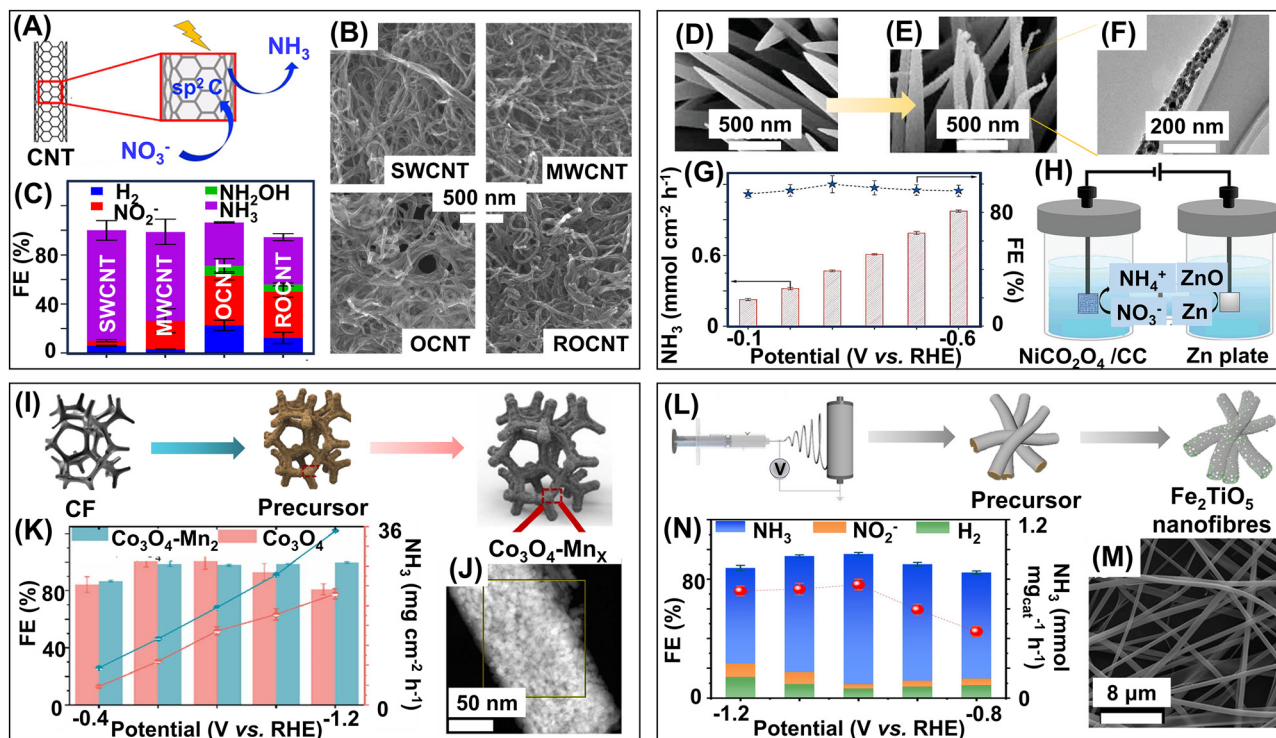 (A)
NH₃
sp² C
CNT
NO₃⁻
(B)
SWCNT
MWCNT
500 nm
OCNT
ROCNT
(C)
H₂
NH₂OH
NO₂⁻
NH₃
FE (%)
80
40
0
SWCNT
MWCNT
OCNT
ROCNT
(D)
500 nm
(E)
500 nm
(F)
200 nm
(G)
NH₃ (mmol cm⁻² h⁻¹)
0.6
0
80
0
FE (%)
-0.1
-0.6
Potential (V vs. RHE)
(H)
NH₄⁺
ZnO
NO₃⁻
Zn
NiCO₂O₄ /CC
Zn plate
(I)
CF
Precursor
Co₃O₄-Mnₓ
(J)
50 nm
(K)
Co₃O₄-Mn₂
Co₃O₄
FE (%)
80
40
0
36
0
NH₃ (mg cm⁻² h⁻¹)
-0.4
-1.2
Potential (V vs. RHE)
(L)
V
Precursor
Fe₂TiO₅
nanofibres
(M)
8 µm
(N)
NH₃
NO₂⁻
H₂
FE (%)
80
0
1.2
0
NH₃ (mmol
mg_cat⁻¹ h⁻¹)
-1.2
-0.8
Potential (V vs. RHE)